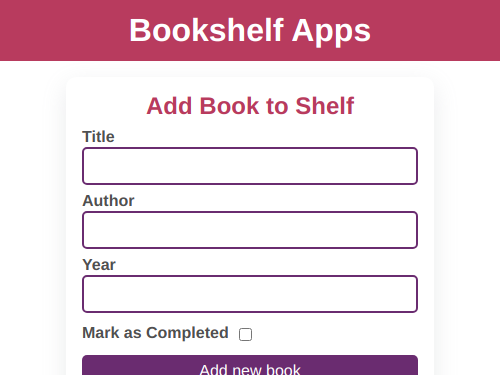 Bookshelf Apps
Add Book to Shelf
Title
Author
Year
Mark as Completed
Add new book